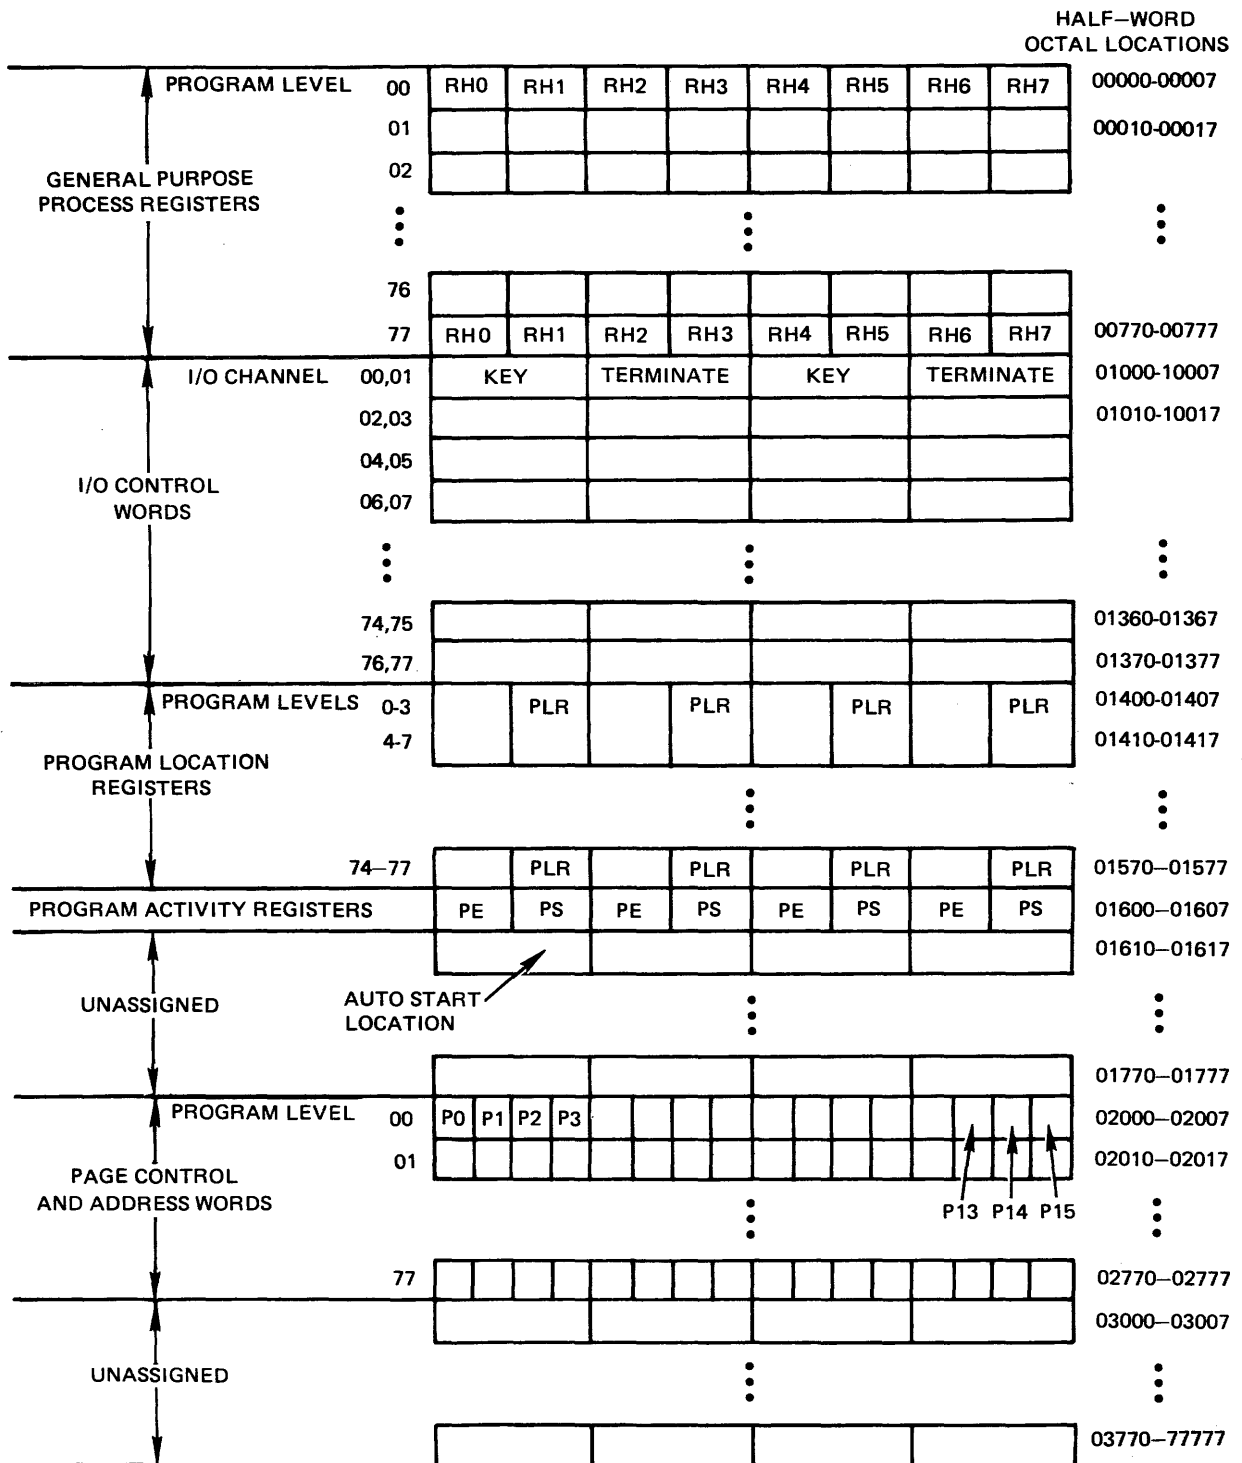 HALF–WORD
OCTAL LOCATIONS
PROGRAM LEVEL 00 RH0 RH1 RH2 RH3 RH4 RH5 RH6 RH7 00000-00007
01 00010-00017
02
GENERAL PURPOSE
PROCESS REGISTERS
76
77 RH0 RH1 RH2 RH3 RH4 RH5 RH6 RH7 00770-00777
I/O CHANNEL 00,01 KEY TERMINATE KEY TERMINATE 01000-10007
02,03 01010-10017
04,05
I/O CONTROL
WORDS
06,07
74,75 01360-01367
76,77 01370-01377
PROGRAM LEVELS 0-3 PLR PLR PLR PLR 01400-01407
4-7 01410-01417
PROGRAM LOCATION
REGISTERS
74–77 PLR PLR PLR PLR 01570–01577
PROGRAM ACTIVITY REGISTERS PE PS PE PS PE PS PE PS 01600–01607
01610–01617
UNASSIGNED
AUTO START
LOCATION
01770–01777
PROGRAM LEVEL 00 P0 P1 P2 P3 02000–02007
01 02010–02017
PAGE CONTROL
AND ADDRESS WORDS
P13 P14 P15
77 02770–02777
03000–03007
UNASSIGNED
03770–77777